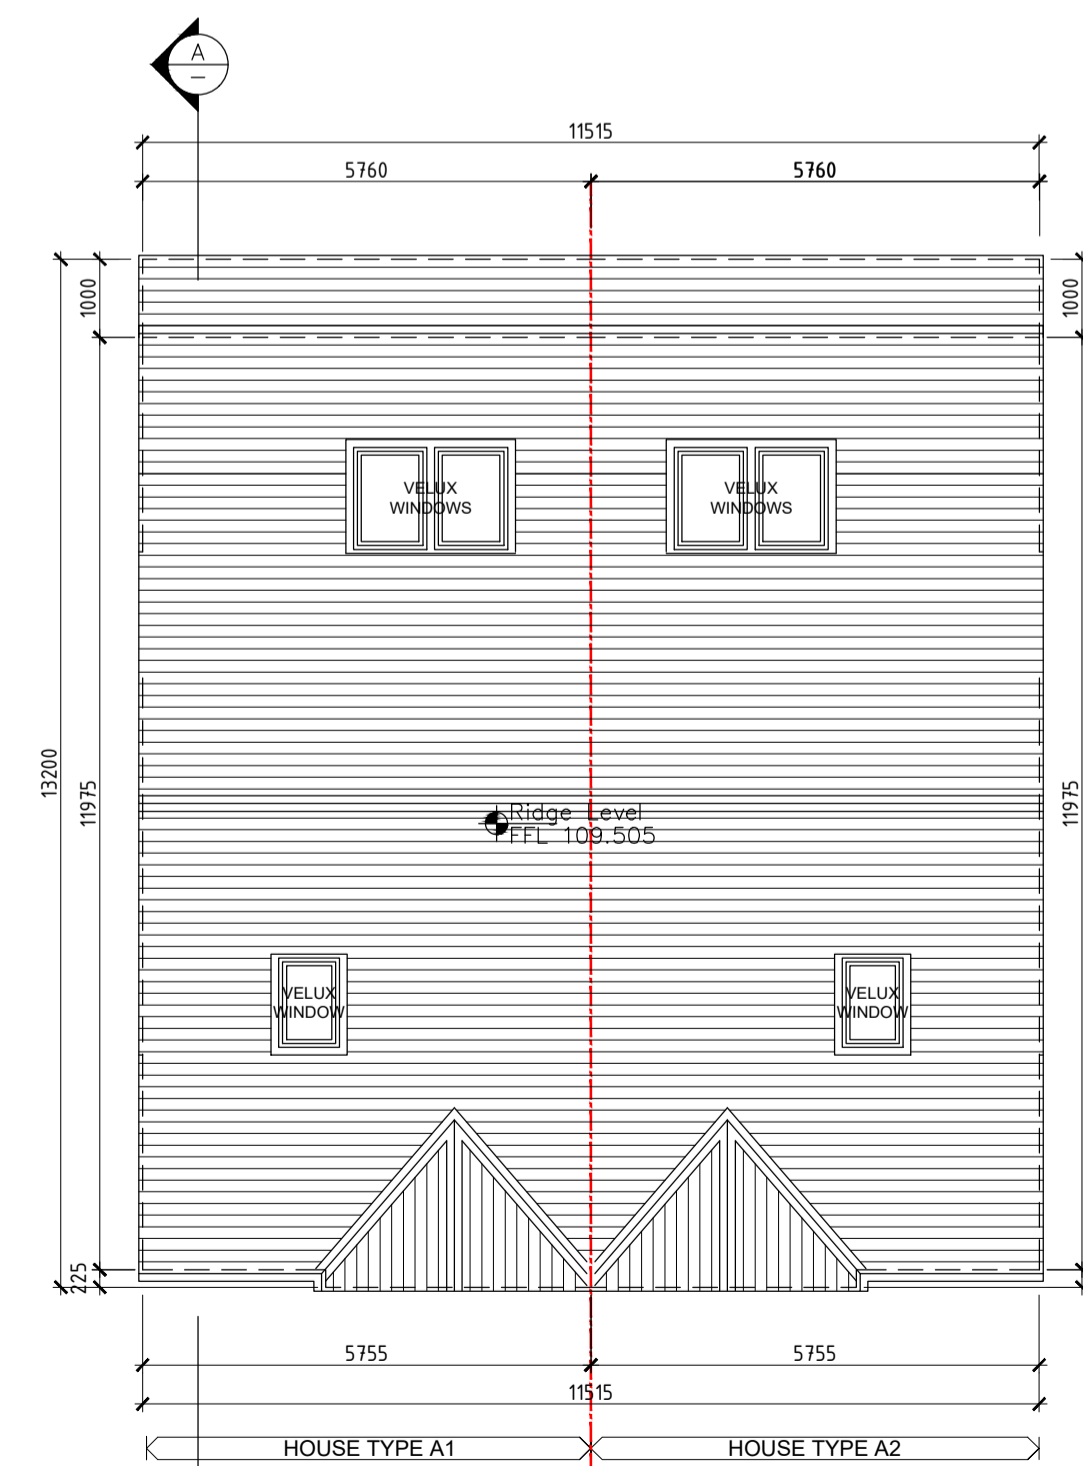 A
–
11515
5760
5760
1000
1000
VELUX
WINDOWS
VELUX
WINDOWS
13200
11975
11975
Ridge Level
FFL 109.505
VELUX
WINDOW
VELUX
WINDOW
225
5755
5755
11515
HOUSE TYPE A1
HOUSE TYPE A2